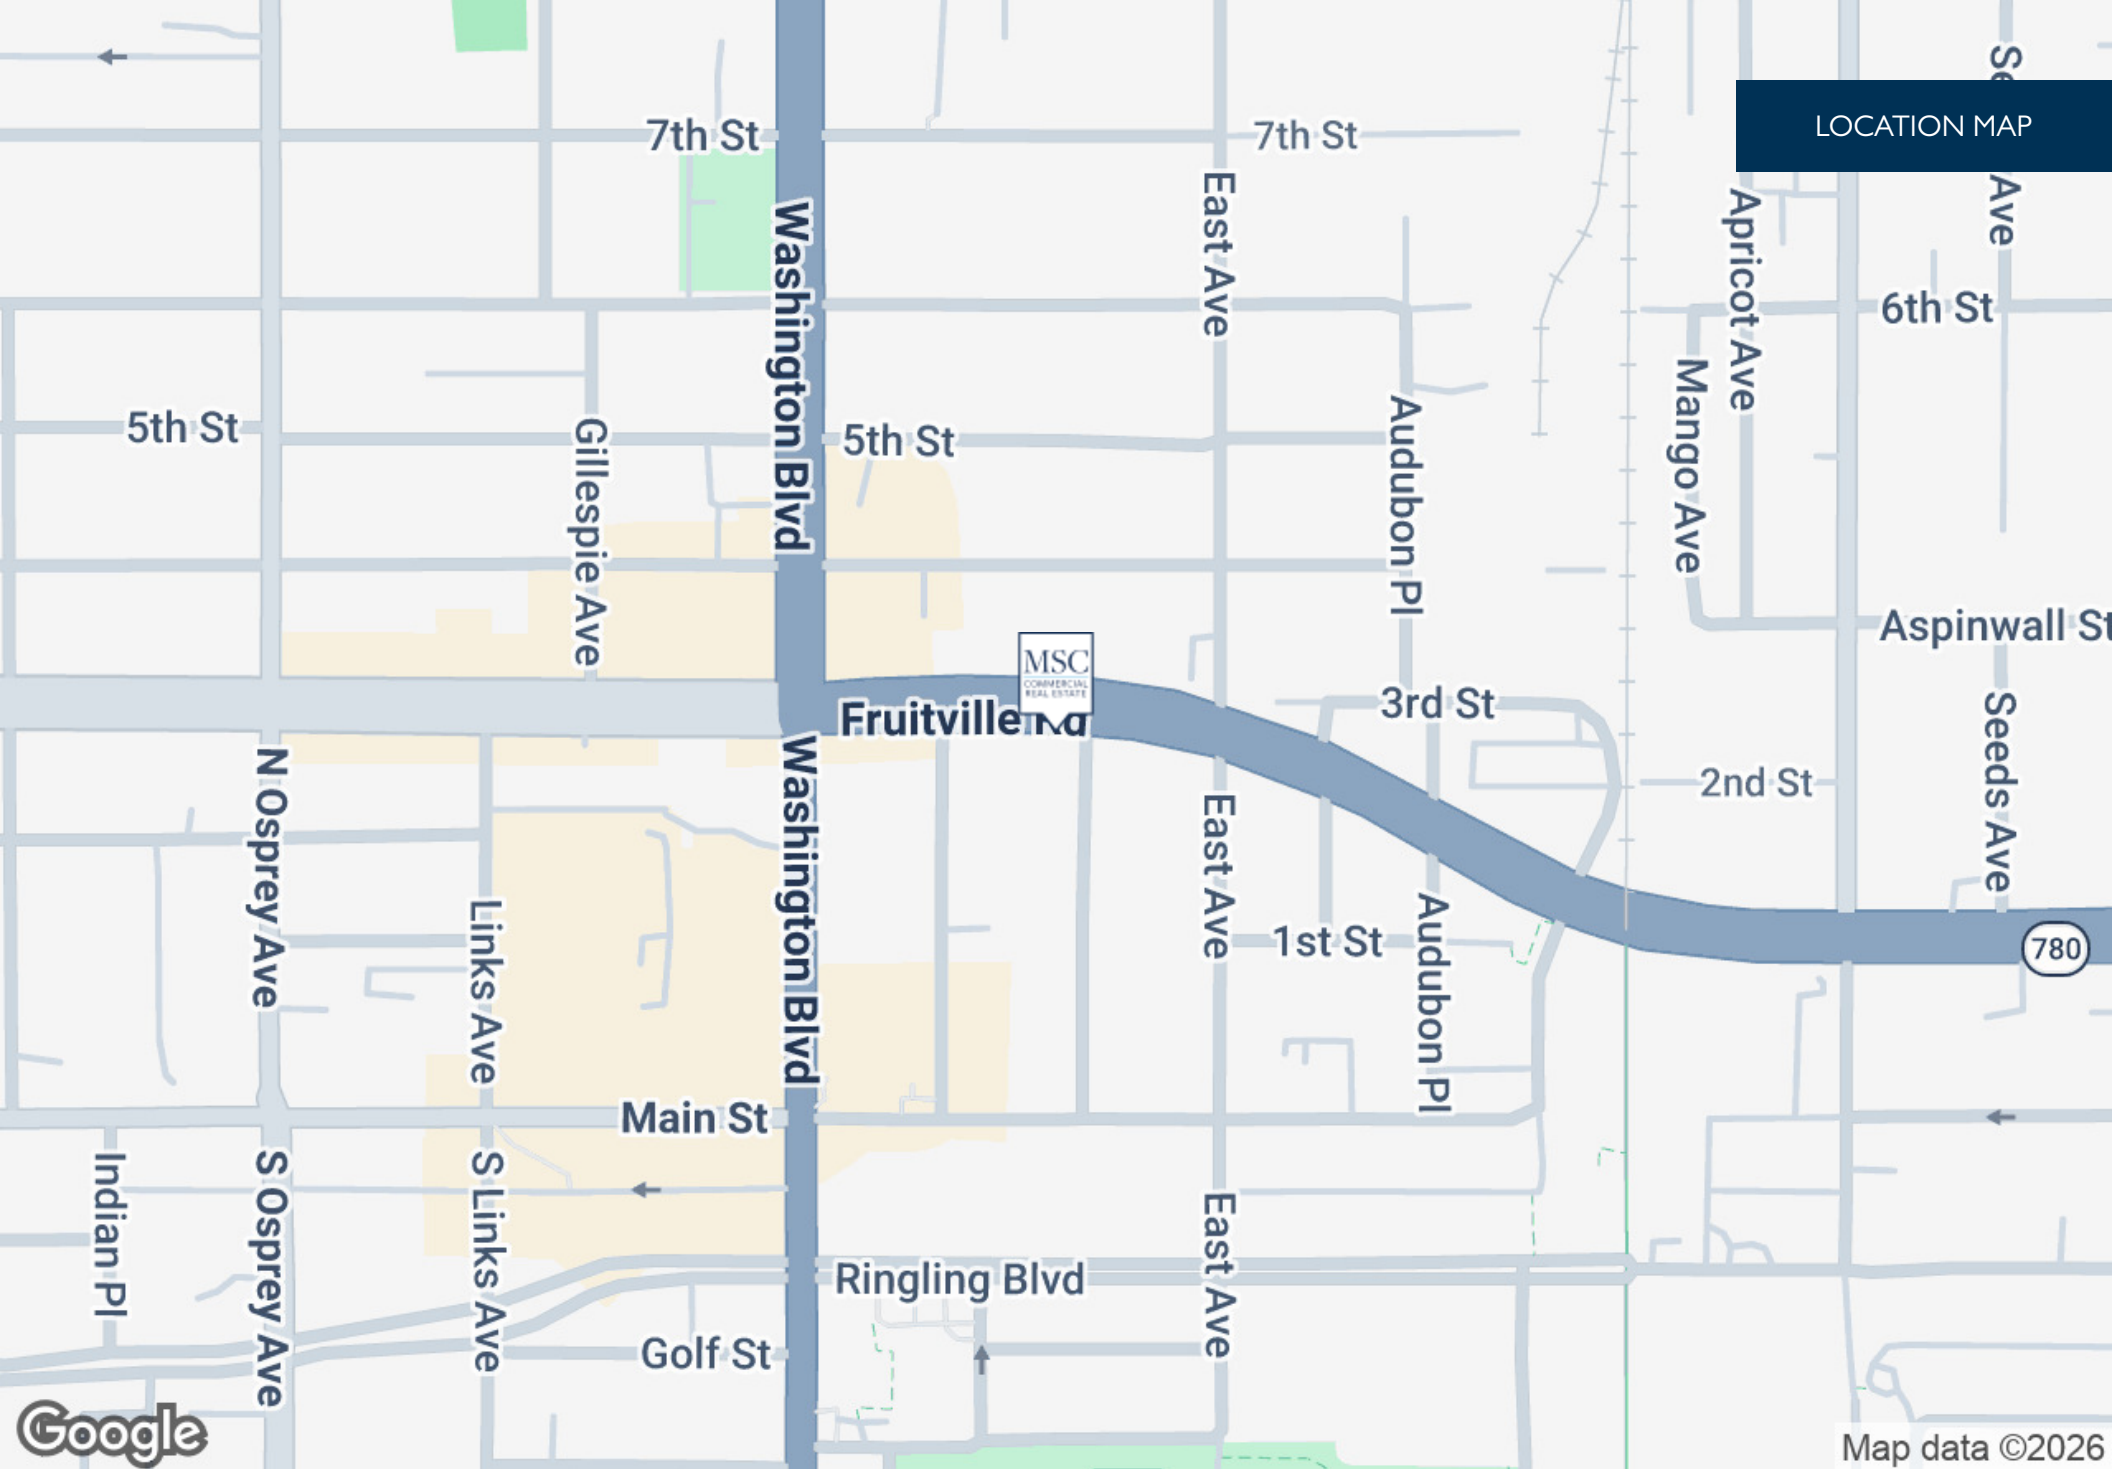 LOCATION MAP
7th St
7th St
Washington Blvd
East Ave
Apricot Ave
Ave
6th St
5th St
5th St
Gillespie Ave
Audubon Pl
Mango Ave
Aspinwall St
MSC
COMMERCIAL
REAL ESTATE
Fruitville Rd
3rd St
2nd St
Seeds Ave
N Osprey Ave
Washington Blvd
East Ave
Links Ave
1st St
Audubon Pl
780
Main St
Indian Pl
S Osprey Ave
S Links Ave
East Ave
Ringling Blvd
Golf St
Google
Map data ©2026